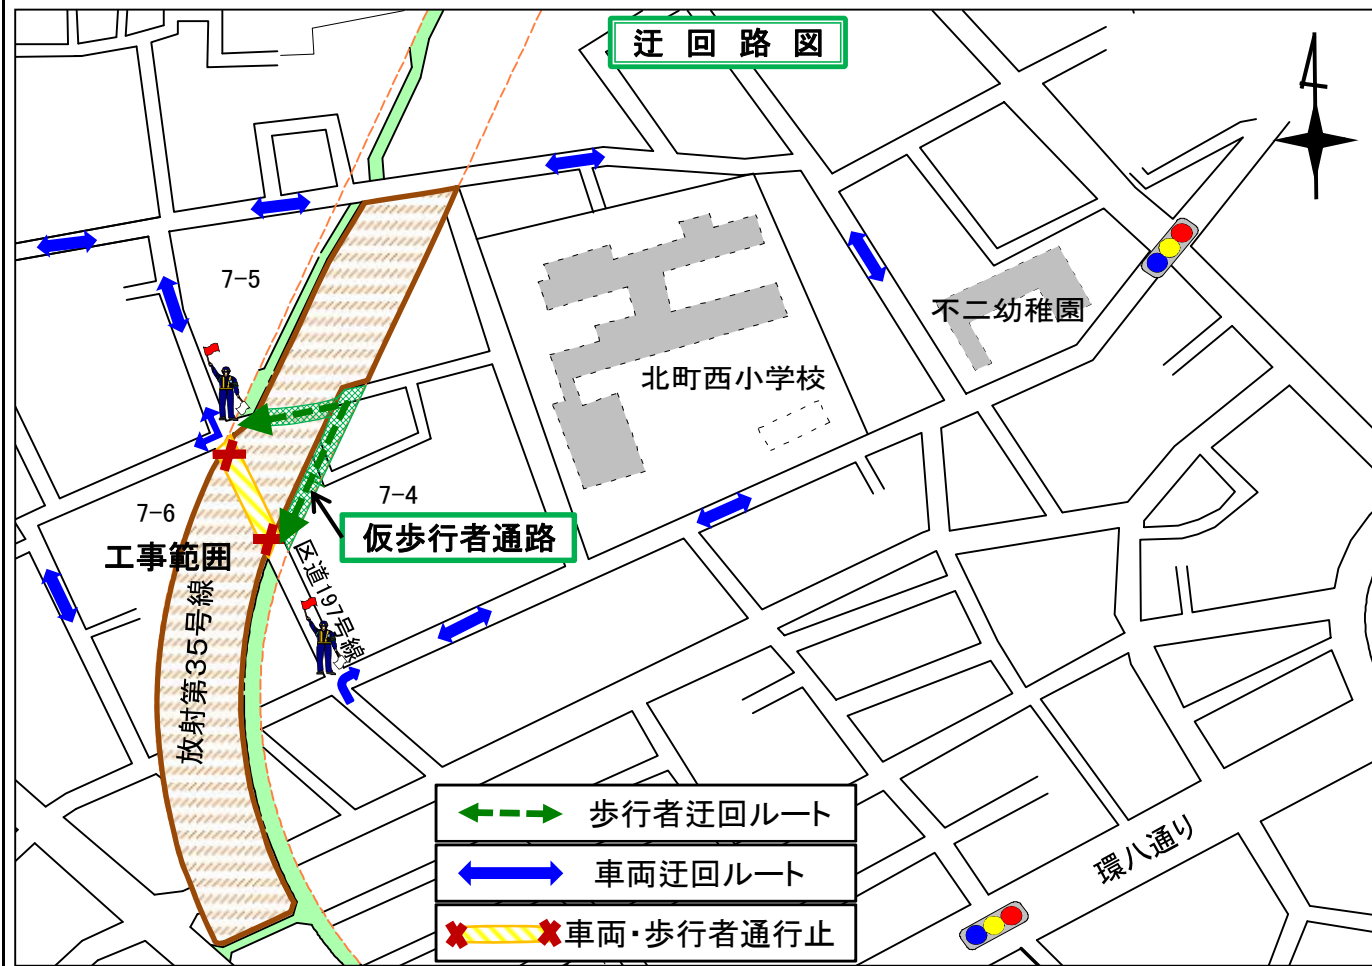 迂回路図
7-5
不二幼稚園
北町西小学校
7-4
7-6
仮歩行者通路
工事範囲
区道197号線
放射第35号線
歩行者迂回ルート
環八通り
車両迂回ルート
車両・歩行者通行止